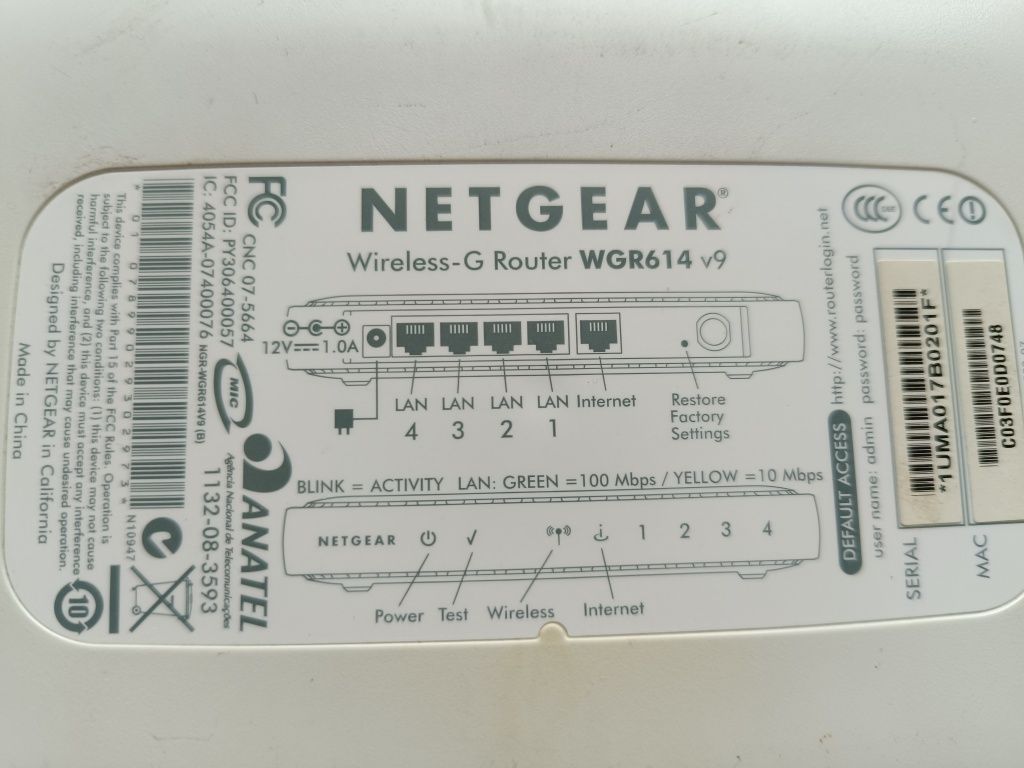 NETGEAR®
Wireless-G Router WGR614 v9
12V 1.0A
LAN LAN LAN LAN Internet
4 3 2 1
Restore
Factory
Settings
BLINK = ACTIVITY LAN: GREEN =100 Mbps / YELLOW =10 Mbps
NETGEAR 1 2 3 4
Power Test Wireless Internet
CE
http://www.routerlogin.net
DEFAULT ACCESS
user name: admin password: password
SERIAL
*1UMA017B0201F*
MAC
C03F0E0D0748
FC CNC 07-5664
FCC ID: PY306400057
IC: 4054A-07400076
NGR-WGR614V9 (B)
MIC
ANATEL
Agência Nacional de Telecomunicações
1132-08-3593
*0107899029302973*
N10947
This device complies with Part 15 of the FCC Rules. Operation is
subject to the following two conditions: (1) this device may not cause
harmful interference, and (2) this device must accept any interference
received, including interference that may cause undesired operation.
Designed by NETGEAR in California
Made in China
10